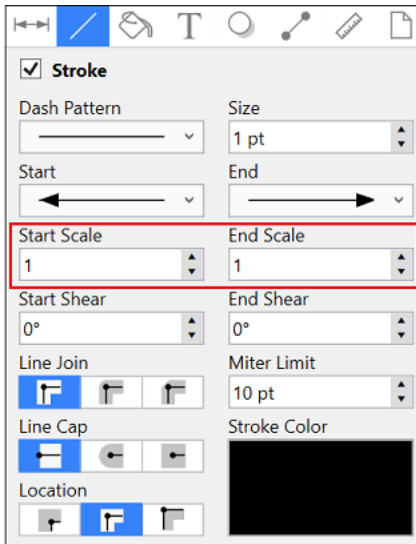 T
Stroke
Dash Pattern Size
1 pt
Start End
Start Scale End Scale
1 1
Start Shear End Shear
0° 0°
Line Join Miter Limit
10 pt
Line Cap Stroke Color
Location